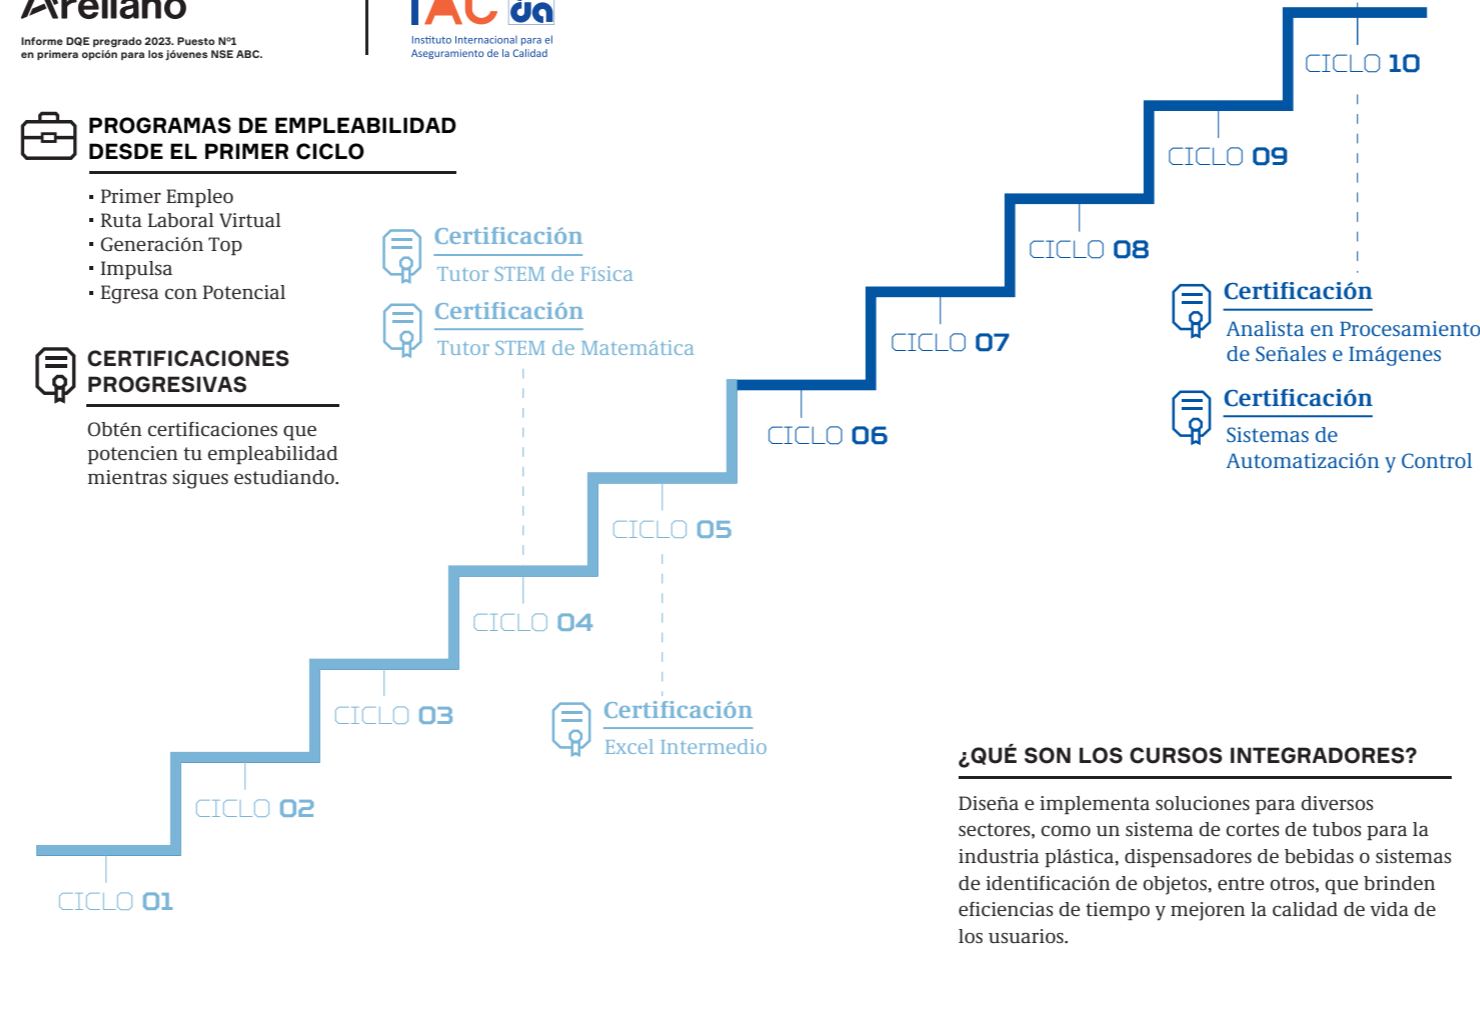 Arellano
Informe DQE pregrado 2023. Puesto Nº1
en primera opción para los jóvenes NSE ABC.
IAC
Instituto Internacional para el
Aseguramiento de la Calidad
PROGRAMAS DE EMPLEABILIDAD
DESDE EL PRIMER CICLO
▪ Primer Empleo
▪ Ruta Laboral Virtual
▪ Generación Top
▪ Impulsa
▪ Egresa con Potencial
CERTIFICACIONES
PROGRESIVAS
Obtén certificaciones que
potencien tu empleabilidad
mientras sigues estudiando.
Certificación
Tutor STEM de Física
Certificación
Tutor STEM de Matemática
CICLO 10
CICLO 09
CICLO 08
CICLO 07
CICLO 06
CICLO 05
CICLO 04
CICLO 03
CICLO 02
CICLO 01
Certificación
Analista en Procesamiento
de Señales e Imágenes
Certificación
Sistemas de
Automatización y Control
Certificación
Excel Intermedio
¿QUÉ SON LOS CURSOS INTEGRADORES?
Diseña e implementa soluciones para diversos
sectores, como un sistema de cortes de tubos para la
industria plástica, dispensadores de bebidas o sistemas
de identificación de objetos, entre otros, que brinden
eficiencias de tiempo y mejoren la calidad de vida de
los usuarios.